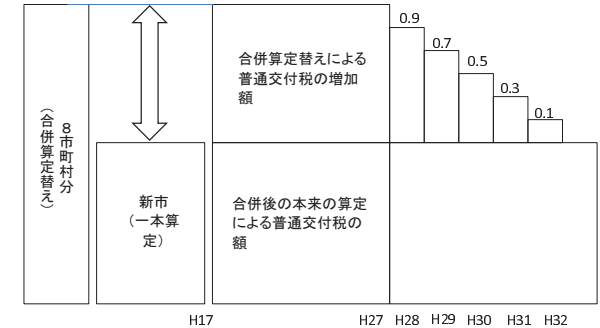 ８市町村分
（合併算定替え）
新市
（一本算
定）
合併算定替えによる
普通交付税の増加
額
合併後の本来の算定
による普通交付税の
額
0.9
0.7
0.5
0.3
0.1
H17
H27
H28
H29
H30
H31
H32